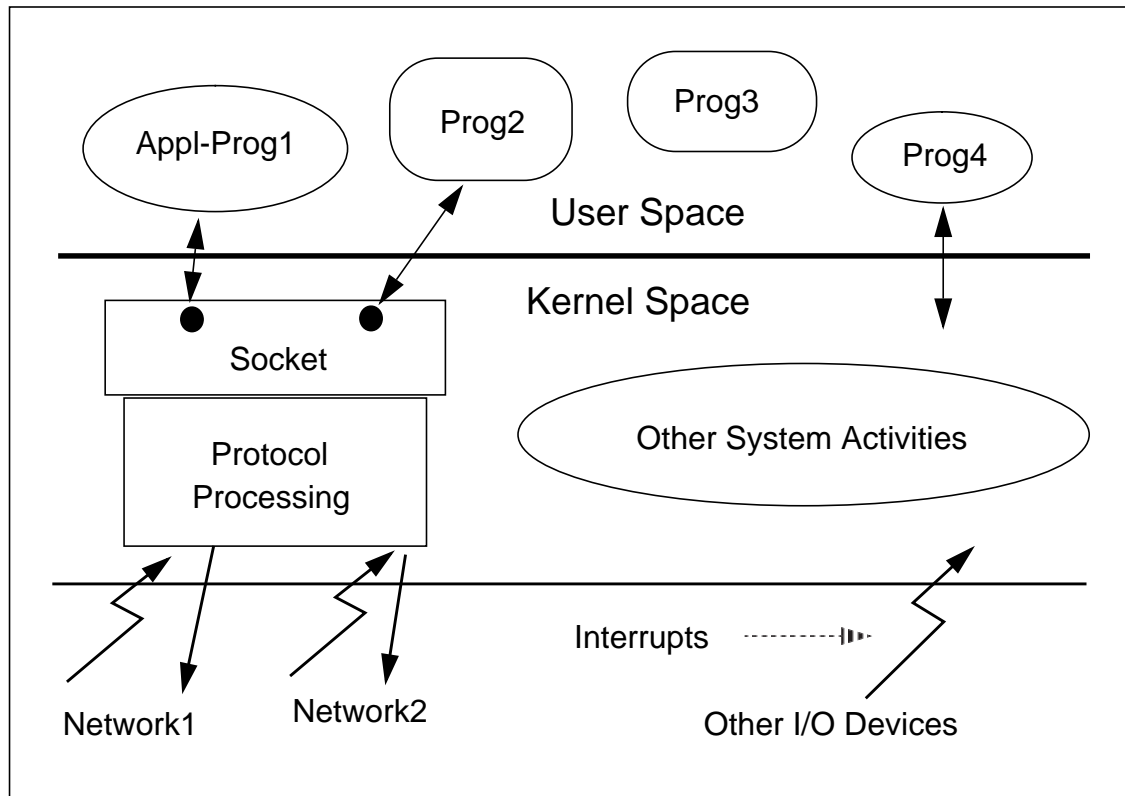 Appl-Prog1
Prog2
Prog3
Prog4
User Space
Kernel Space
Socket
Other System Activities
Protocol
Processing
Interrupts
Network1
Network2
Other I/O Devices